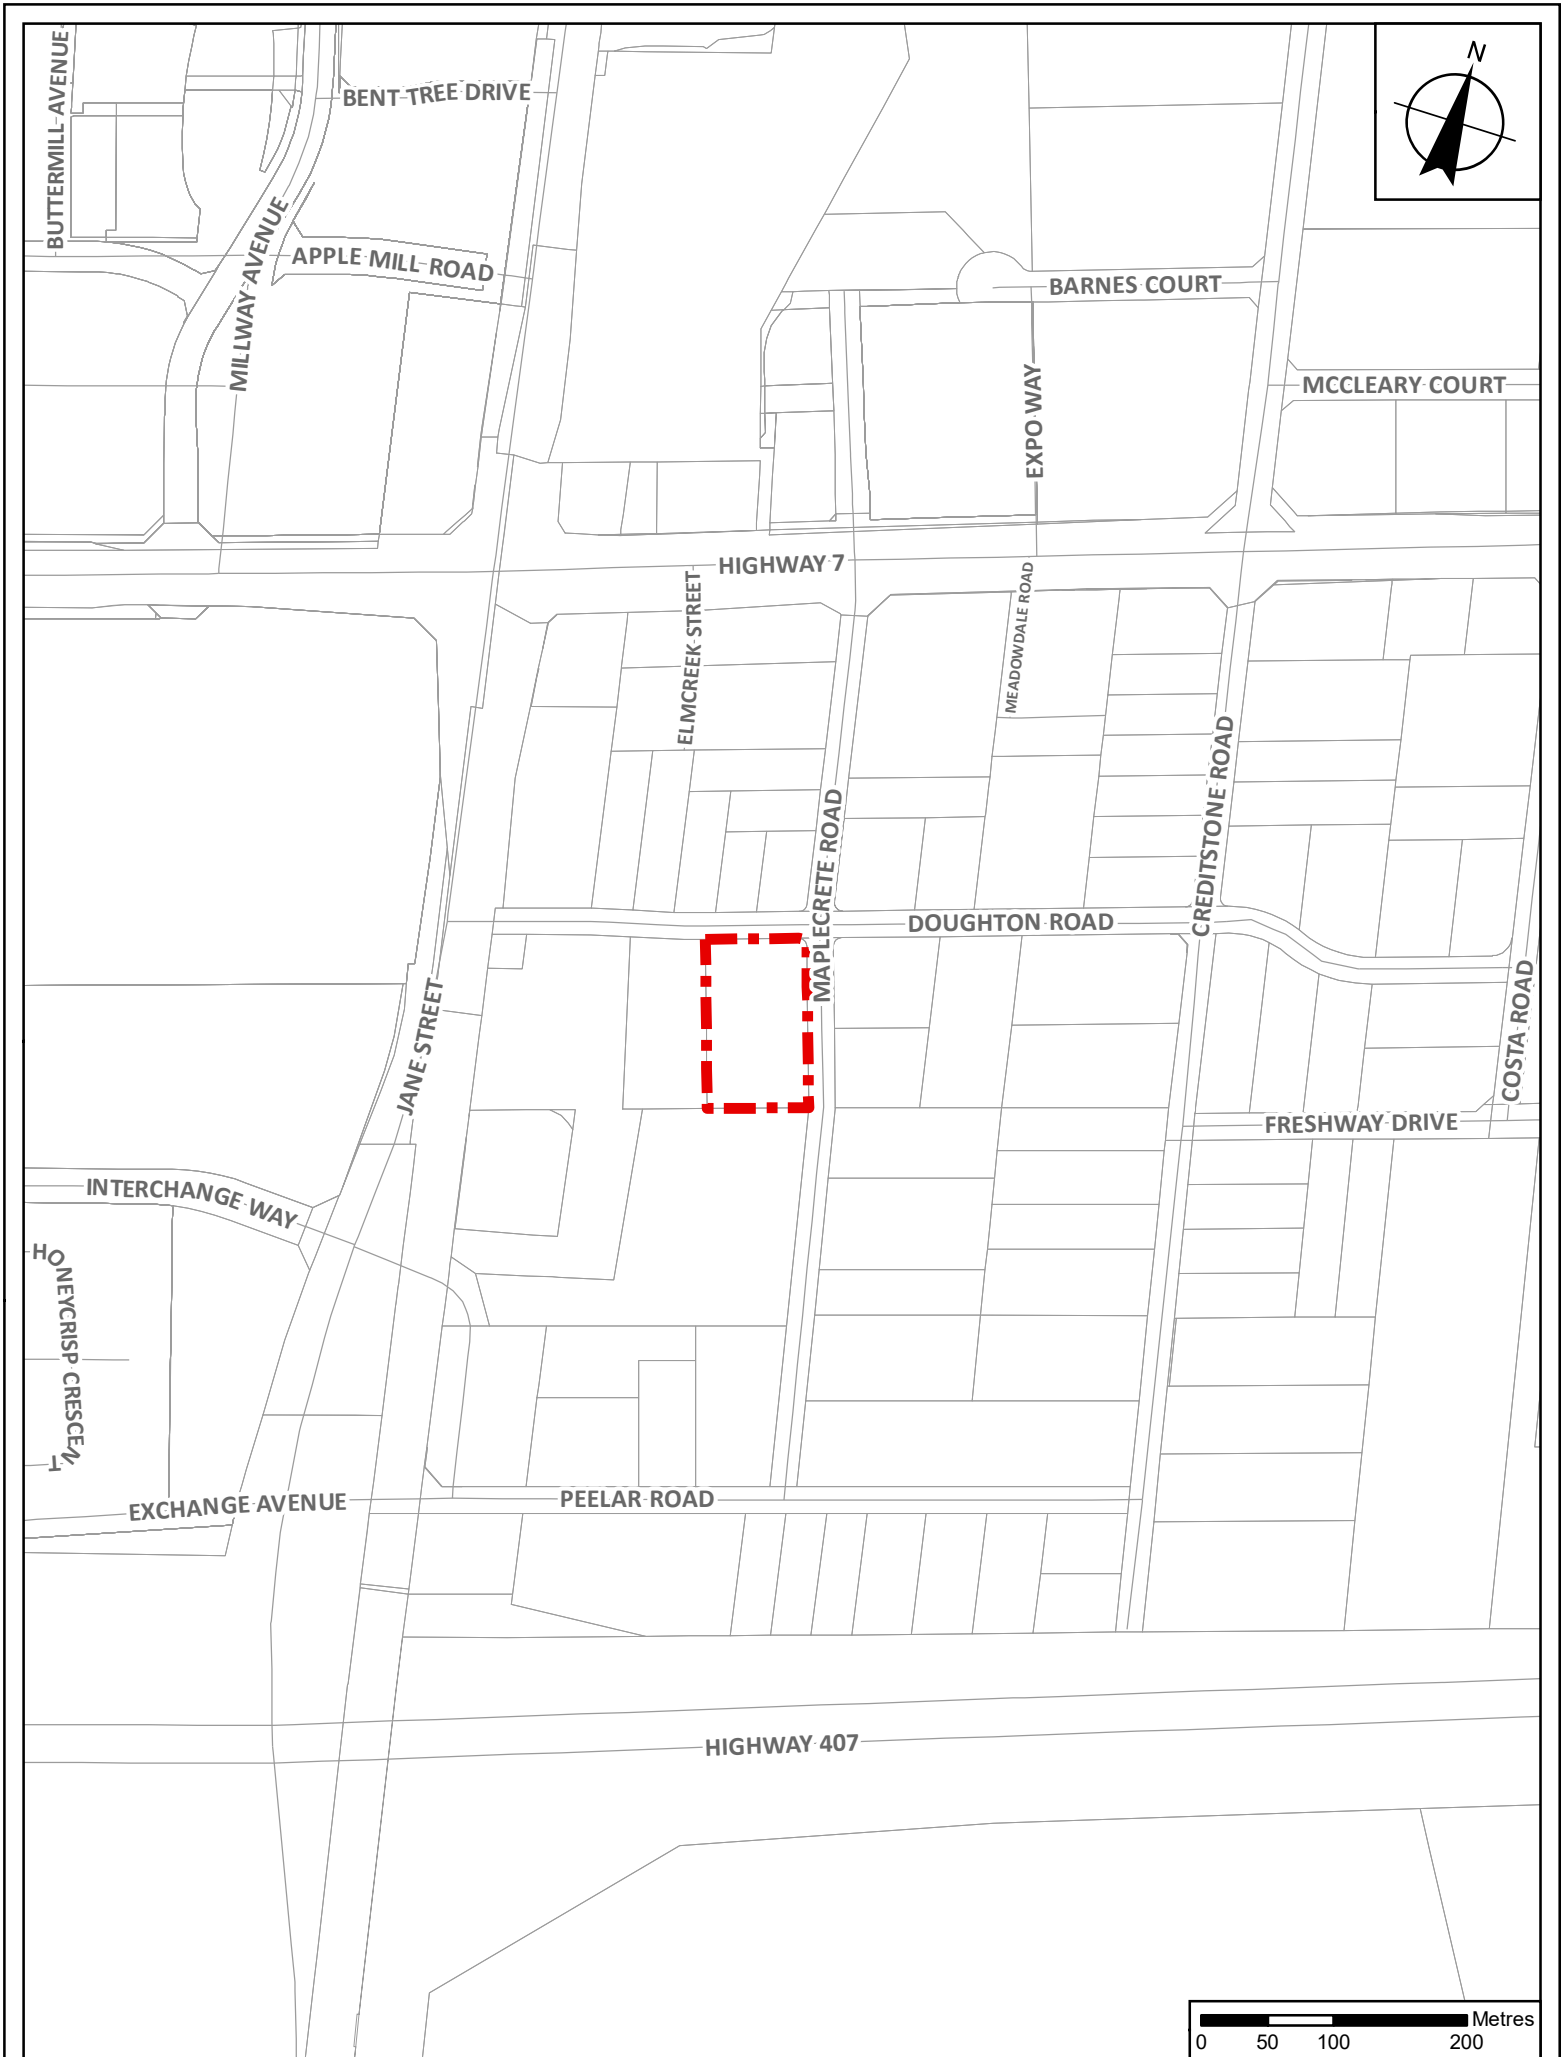 N
BUTTERMILL AVENUE
BENT TREE DRIVE
MILLWAY AVENUE
APPLE MILL ROAD
BARNES COURT
EXPO WAY
MCCLEARY COURT
HIGHWAY 7
ELMCREEK STREET
MEADOWDALE ROAD
MAPLECRETE ROAD
CREDITSTONE ROAD
DOUGHTON ROAD
JANE STREET
COSTA ROAD
FRESHWAY DRIVE
INTERCHANGE WAY
HONEYCRISP CRESCENT
EXCHANGE AVENUE
PEELAR ROAD
HIGHWAY 407
Metres
0 50 100 200